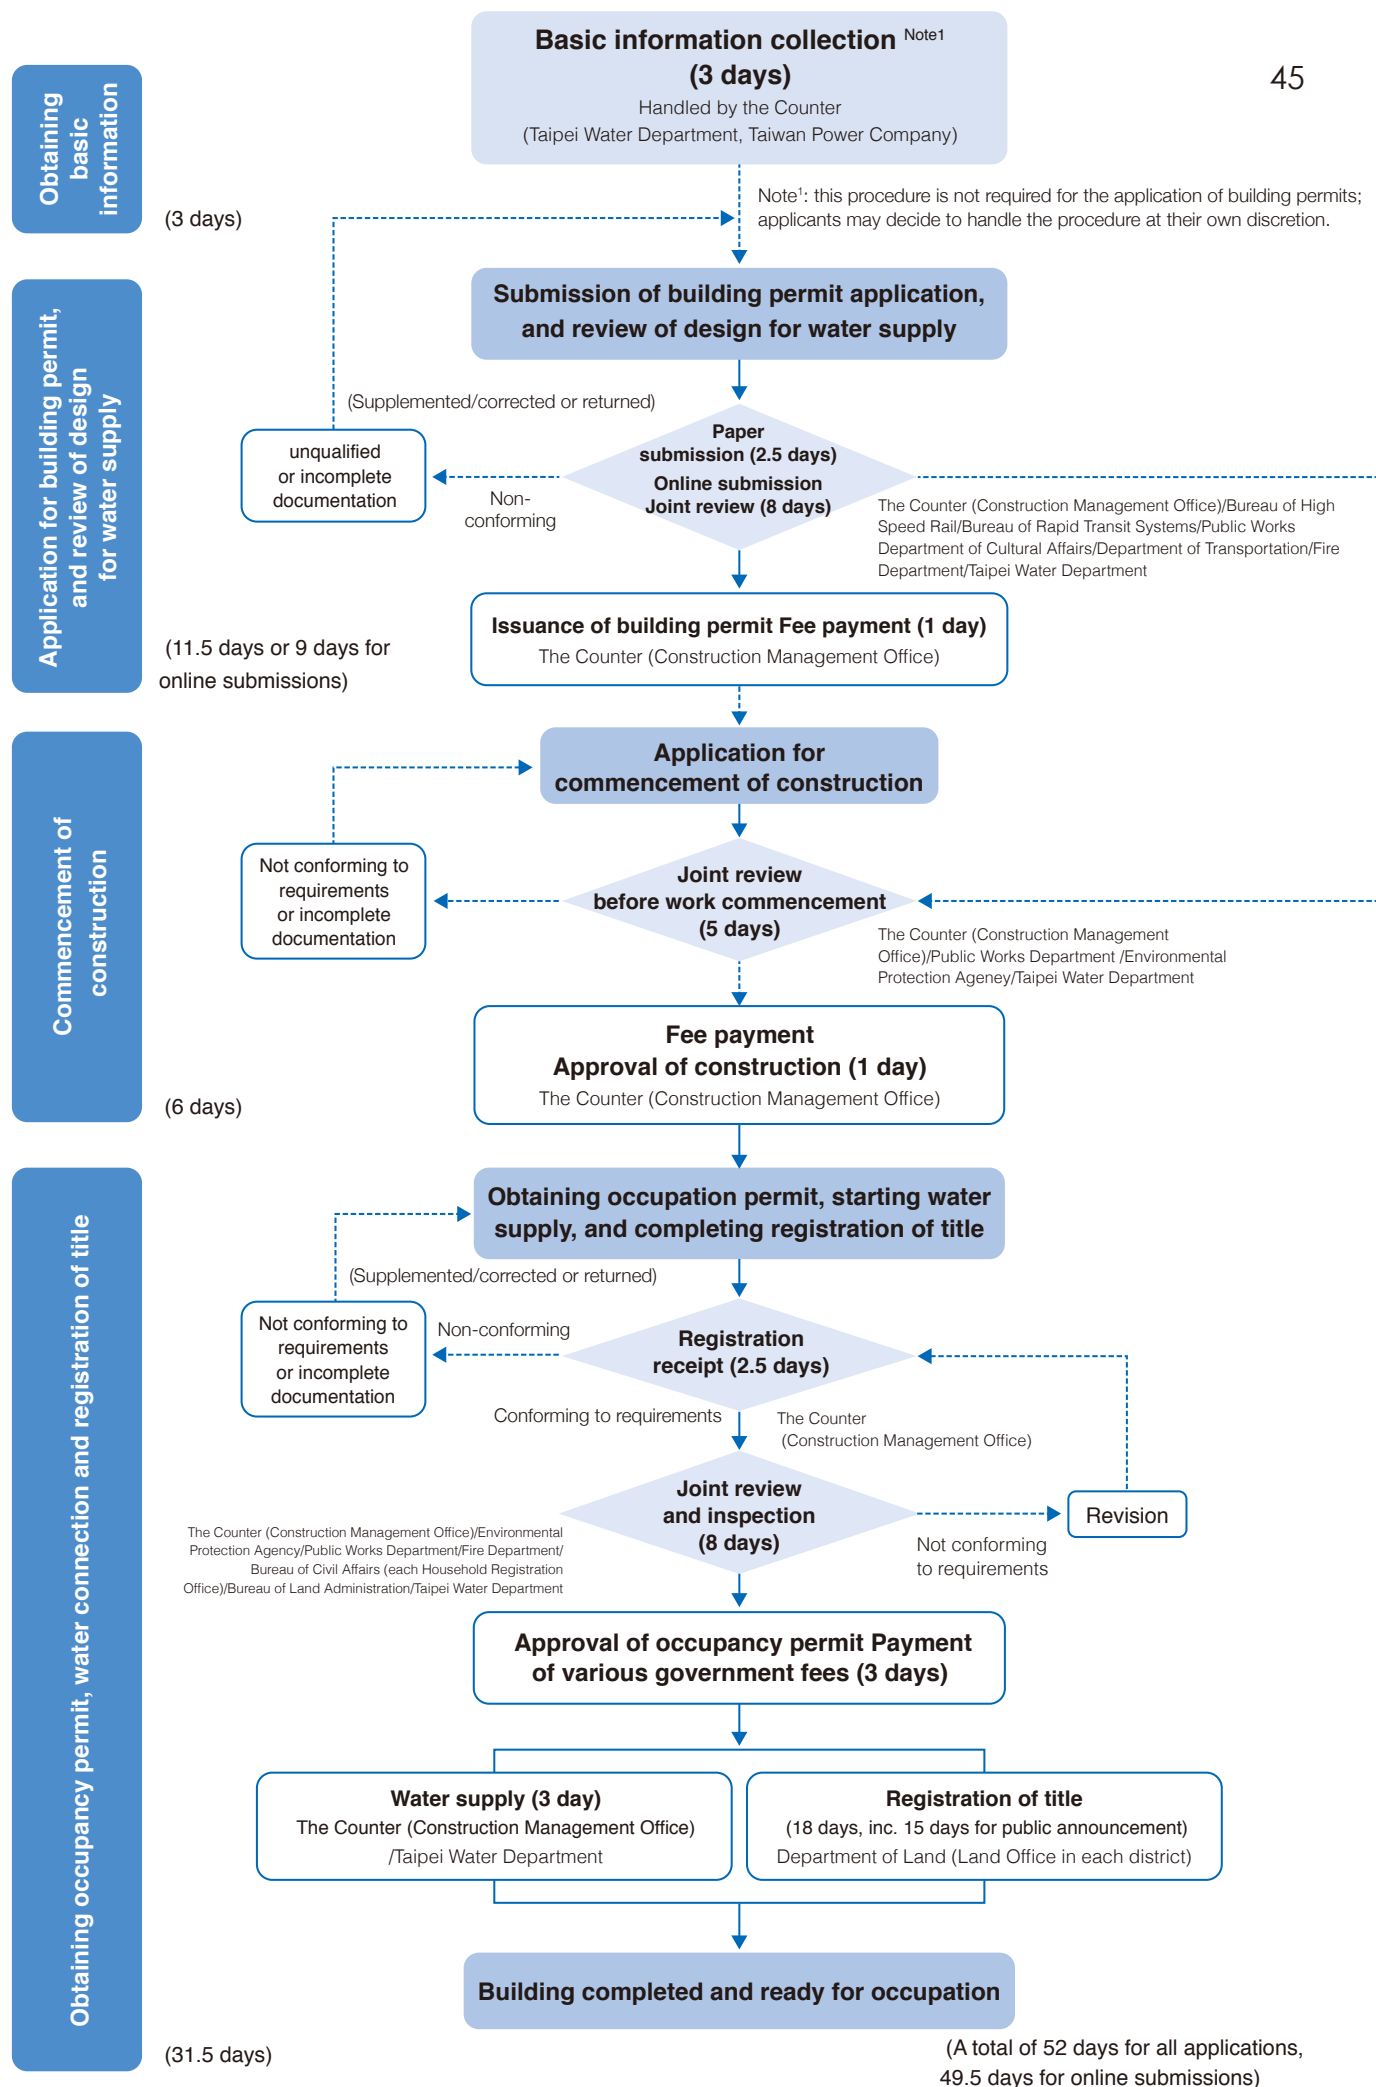 45
Obtaining
basic
information
Basic information collection Note1
(3 days)
Handled by the Counter
(Taipei Water Department, Taiwan Power Company)
(3 days)
Note1: this procedure is not required for the application of building permits;
applicants may decide to handle the procedure at their own discretion.
Application for building permit,
and review of design
for water supply
Submission of building permit application,
and review of design for water supply
(Supplemented/corrected or returned)
unqualified
or incomplete
documentation
Non-
conforming
Paper
submission (2.5 days)
Online submission
Joint review (8 days)
The Counter (Construction Management Office)/Bureau of High
Speed Rail/Bureau of Rapid Transit Systems/Public Works
Department of Cultural Affairs/Department of Transportation/Fire
Department/Taipei Water Department
Issuance of building permit Fee payment (1 day)
The Counter (Construction Management Office)
(11.5 days or 9 days for
online submissions)
Commencement of
construction
Application for
commencement of construction
Not conforming to
requirements
or incomplete
documentation
Joint review
before work commencement
(5 days)
The Counter (Construction Management
Office)/Public Works Department /Environmental
Protection Ageney/Taipei Water Department
Fee payment
Approval of construction (1 day)
The Counter (Construction Management Office)
(6 days)
Obtaining occupancy permit, water connection and registration of title
Obtaining occupation permit, starting water
supply, and completing registration of title
(Supplemented/corrected or returned)
Not conforming to
requirements
or incomplete
documentation
Non-conforming
Registration
receipt (2.5 days)
Conforming to requirements
The Counter
(Construction Management Office)
Joint review
and inspection
(8 days)
The Counter (Construction Management Office)/Environmental
Protection Agency/Public Works Department/Fire Department/
Bureau of Civil Affairs (each Household Registration
Office)/Bureau of Land Administration/Taipei Water Department
Not conforming
to requirements
Revision
Approval of occupancy permit Payment
of various government fees (3 days)
Water supply (3 day)
The Counter (Construction Management Office)
/Taipei Water Department
Registration of title
(18 days, inc. 15 days for public announcement)
Department of Land (Land Office in each district)
Building completed and ready for occupation
(31.5 days)
(A total of 52 days for all applications,
49.5 days for online submissions)